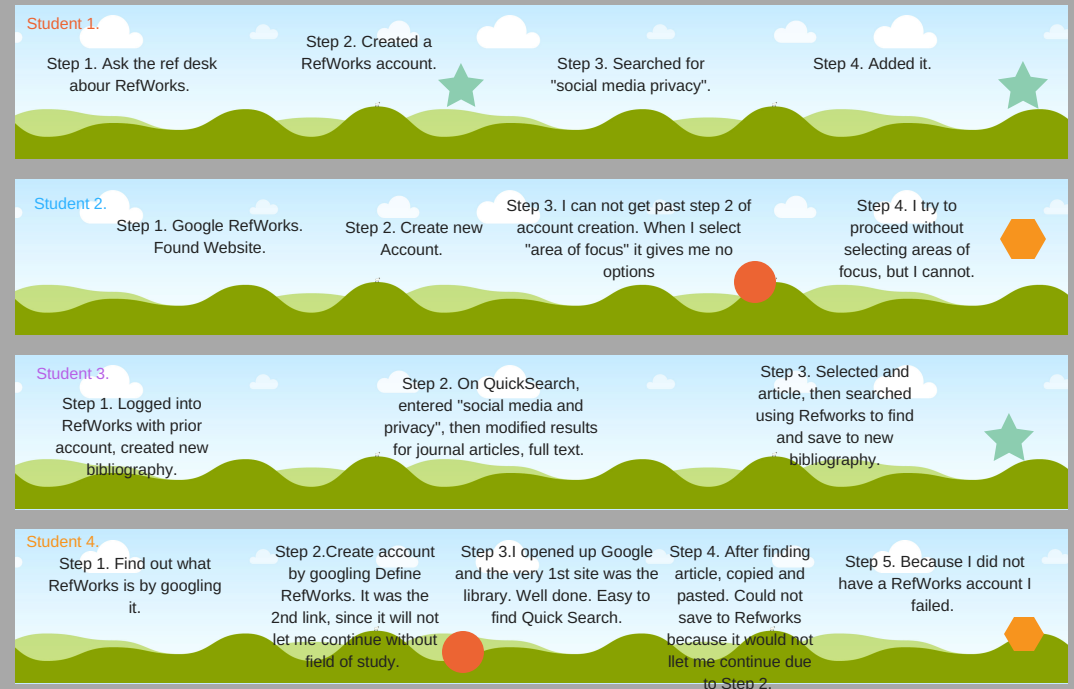 Student 1.
Step 1. Ask the ref desk
abour RefWorks.
Step 2. Created a
RefWorks account.
Step 3. Searched for
"social media privacy".
Step 4. Added it.
Student 2.
Step 1. Google RefWorks.
Found Website.
Step 2. Create new
Account.
Step 3. I can not get past step 2 of
account creation. When I select
"area of focus" it gives me no
options
Step 4. I try to
proceed without
selecting areas of
focus, but I cannot.
Student 3.
Step 1. Logged into
RefWorks with prior
account, created new
bibliography.
Step 2. On QuickSearch,
entered "social media and
privacy", then modified results
for journal articles, full text.
Step 3. Selected and
article, then searched
using Refworks to find
and save to new
bibliography.
Student 4.
Step 1. Find out what
RefWorks is by googling
it.
Step 2.Create account
by googling Define
RefWorks. It was the
2nd link, since it will not
let me continue without
field of study.
Step 3.I opened up Google
and the very 1st site was the
library. Well done. Easy to
find Quick Search.
Step 4. After finding
article, copied and
pasted. Could not
save to Refworks
because it would not
llet me continue due
to Step 2.
Step 5. Because I did not
have a RefWorks account I
failed.